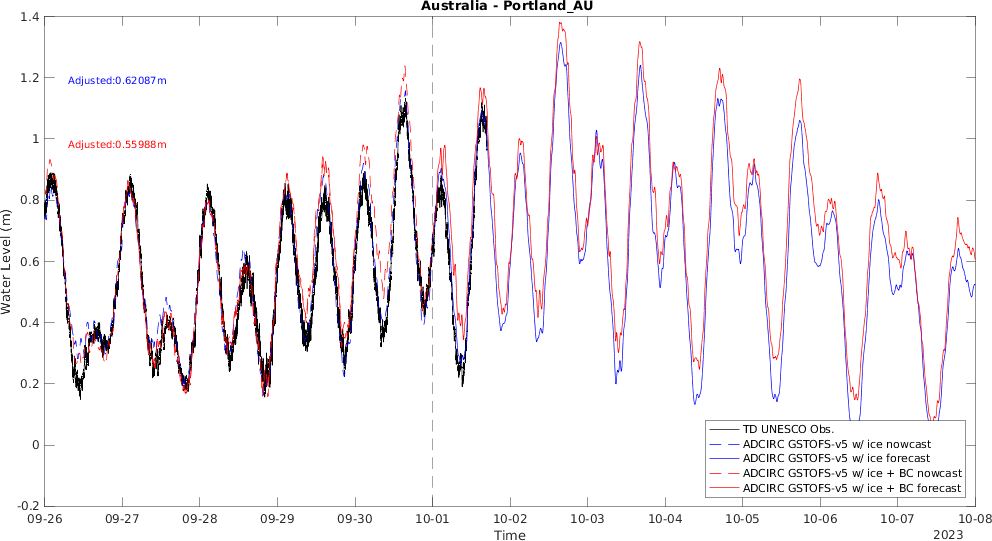 Australia - Portland_AU
1.4
1.2
1
0.8
0.6
0.4
0.2
0
-0.2
Water Level (m)
Adjusted:0.62087m
Adjusted:0.55988m
TD UNESCO Obs.
ADCIRC GSTOFS-v5 w/ ice nowcast
ADCIRC GSTOFS-v5 w/ ice forecast
ADCIRC GSTOFS-v5 w/ ice + BC nowcast
ADCIRC GSTOFS-v5 w/ ice + BC forecast
09-26 09-27 09-28 09-29 09-30 10-01 10-02 10-03 10-04 10-05 10-06 10-07 10-08
Time
2023